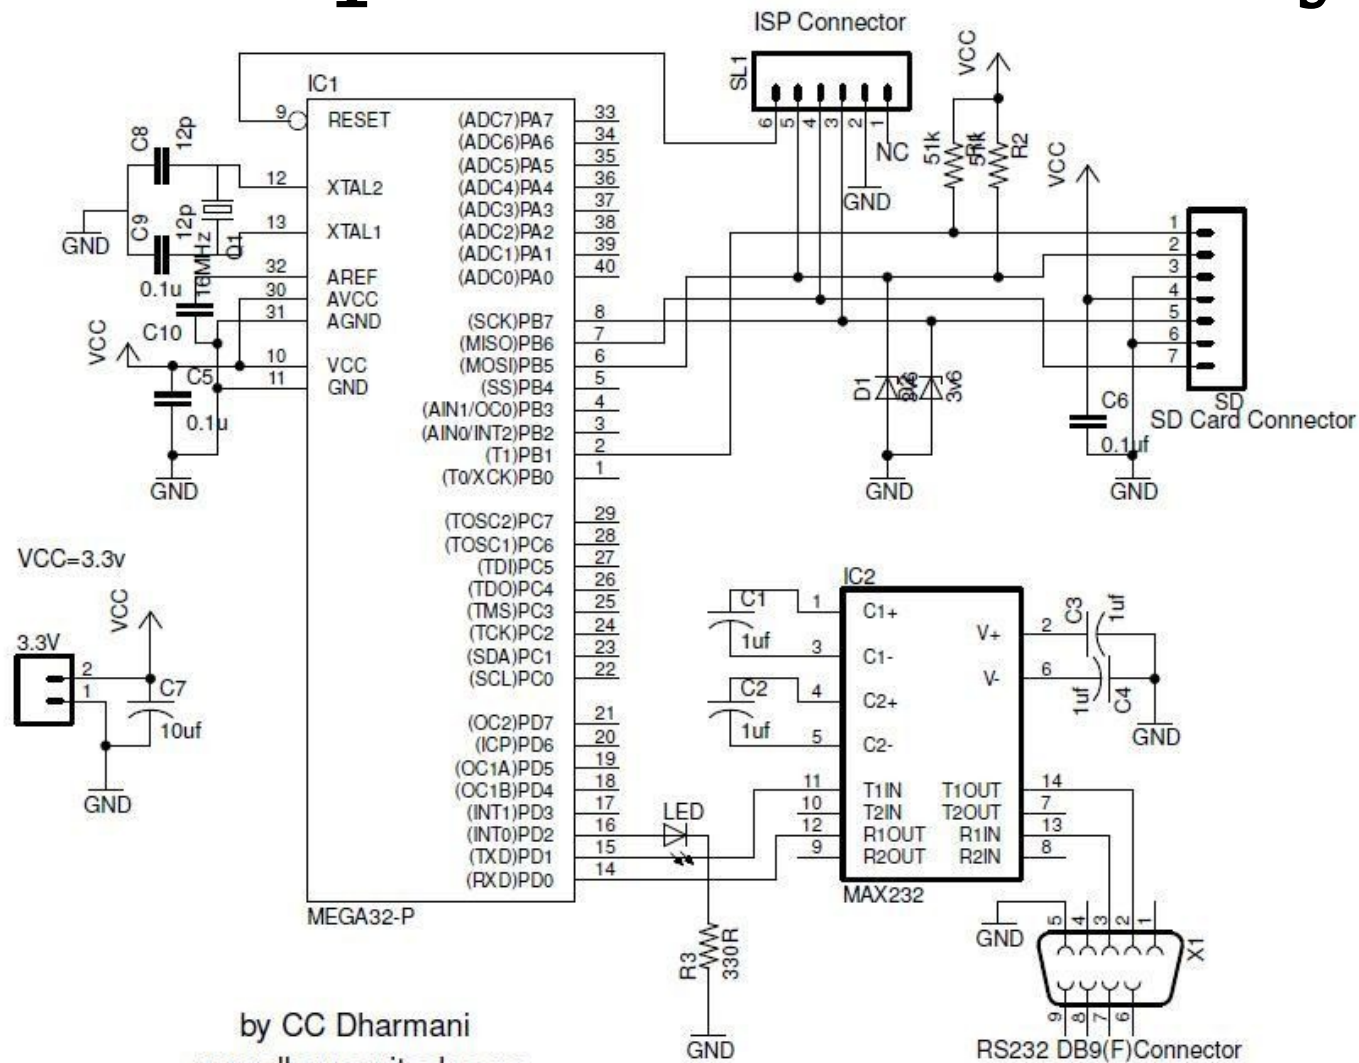 ISP Connector
SL1
6 5 4 3 2 1
NC
GND
VCC
51k
51k
R2
VCC
IC1
9 RESET
12 XTAL2
13 XTAL1
32 AREF
30 AVCC
31 AGND
10 VCC
11 GND
(ADC7)PA7 33
(ADC6)PA6 34
(ADC5)PA5 35
(ADC4)PA4 36
(ADC3)PA3 37
(ADC2)PA2 38
(ADC1)PA1 39
(ADC0)PA0 40
(SCK)PB7 8
(MISO)PB6 7
(MOSI)PB5 6
(SS)PB4 5
(AIN1/OC0)PB3 4
(AIN0/INT2)PB2 3
(T1)PB1 2
(T0/XCK)PB0 1
(TOSC2)PC7 29
(TOSC1)PC6 28
(TDI)PC5 27
(TDO)PC4 26
(TMS)PC3 25
(TCK)PC2 24
(SDA)PC1 23
(SCL)PC0 22
(OC2)PD7 21
(ICP)PD6 20
(OC1A)PD5 19
(OC1B)PD4 18
(INT1)PD3 17
(INT0)PD2 16
(TXD)PD1 15
(RXD)PD0 14
MEGA32-P
C8
12p
C9
12p
GND
16MHz
Q1
0.1u
C10
VCC
C5
0.1u
GND
1
2
3
4
5
6
7
SD
SD Card Connector
D1
3v6
C6
0.1uf
GND
GND
VCC=3.3v
VCC
3.3V
2
1
C7
10uf
GND
IC2
C1
1uf
C2
1uf
1 C1+
3 C1-
4 C2+
5 C2-
11 T1IN
10 T2IN
12 R1OUT
9 R2OUT
V+ 2
V- 6
T1OUT 14
T2OUT 7
R1IN 13
R2IN 8
MAX232
C3
1uf
1uf
C4
GND
LED
R3
330R
GND
GND
5 4 3 2 1
X1
9 8 7 6
RS232 DB9(F)Connector
by CC Dharmani